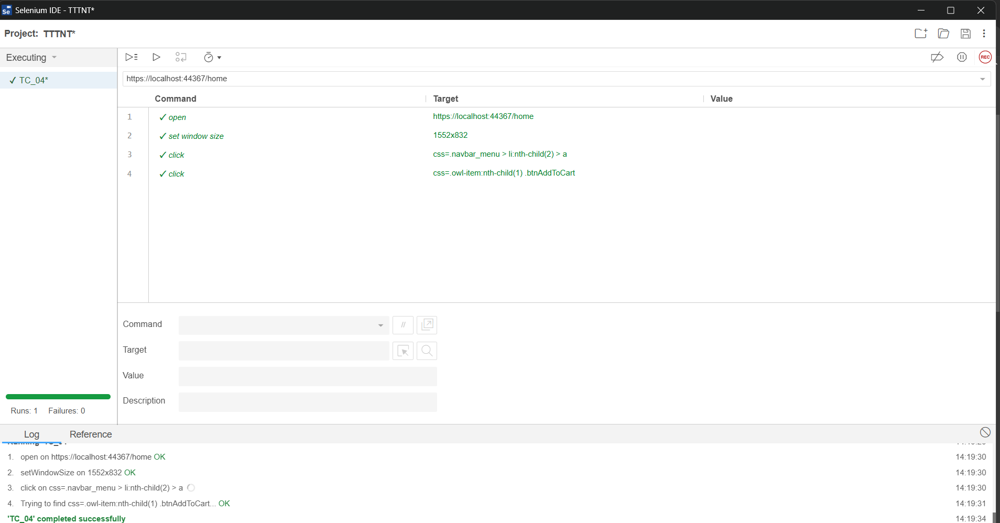 Selenium IDE - TTTNT*
Project: TTTNT*
Executing
REC
✓ TC_04*
https://localhost:44367/home
Command Target Value
1 ✓ open https://localhost:44367/home
2 ✓ set window size 1552x832
3 ✓ click css=.navbar_menu > li:nth-child(2) > a
4 ✓ click css=.owl-item:nth-child(1) .btnAddToCart
Command //
Target
Value
Description
Runs: 1 Failures: 0
Log Reference
1. open on https://localhost:44367/home OK 14:19:30
2. setWindowSize on 1552x832 OK 14:19:30
3. click on css=.navbar_menu > li:nth-child(2) > a 14:19:30
4. Trying to find css=.owl-item:nth-child(1) .btnAddToCart... OK 14:19:31
'TC_04' completed successfully 14:19:34